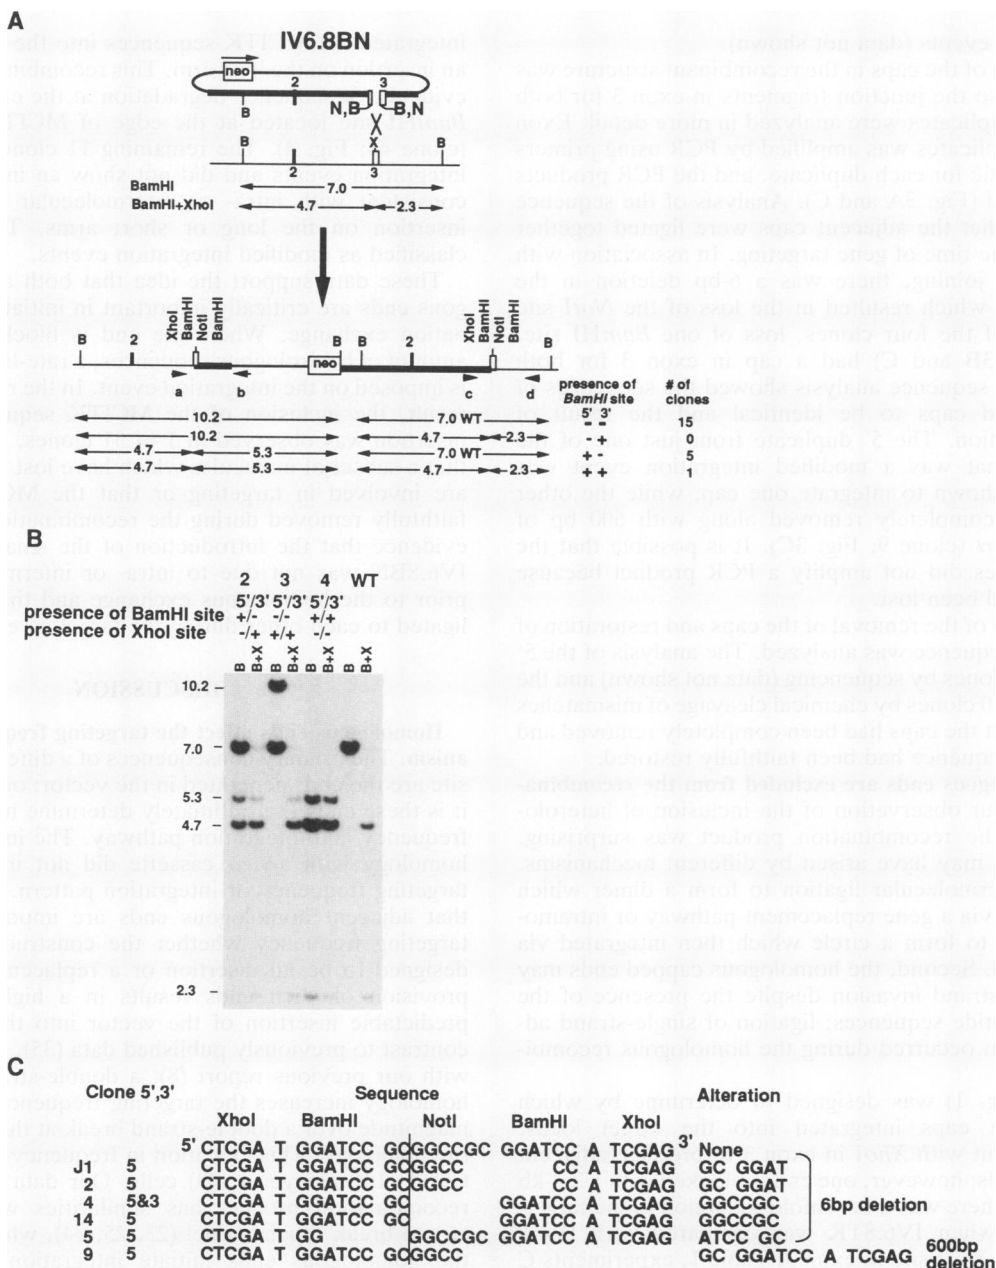 A
IV6.8BN
neo
2
3
B
N,B
B,N
X
B
B
2
3
BamHI
7.0
BamHI+XhoI
4.7
2.3
XhoI
BamHI
NotI
BamHI
XhoI
BamHI
NotI
BamHI
B
2
neo
B
2
B
a
b
c
d
presence of
BamHI site
5' 3'
# of
clones
10.2
7.0 WT
- -
15
10.2
4.7
2.3
- +
0
4.7
5.3
7.0 WT
+ -
5
4.7
5.3
4.7
2.3
+ +
9
B
2
3
4
WT
5'/3'
5'/3'
5'/3'
presence of BamHI site
presence of XhoI site
-/+
+/+
-/-
B
B+X
B
B+X
B
B+X
B
B+X
10.2
7.0
5.3
4.7
2.3
C
Clone 5',3'
Sequence
Alteration
XhoI
BamHI
NotI
BamHI
XhoI
5' CTCGA T GGATCC GCGGCCGC GGATCCC A TCGAG 3' None
J1 5 CTCGA T GGATCC GCGGCC CC A TCGAG GC GGAT
2 5 CTCGA T GGATCC GCGGCC CC A TCGAG GC GGAT
4 5&3 CTCGA T GGATCC GC GGATCC A TCGAG GGCCGC
14 5 CTCGA T GGATCC GC GGATCC A TCGAG GGCCGC
5 5 CTCGA T GG GGCCGC GGATCC A TCGAG ATCC GC
9 5 CTCGA T GGATCC GCGGCC GC GGATCC A TCGAG
6bp deletion
600bp
deletion